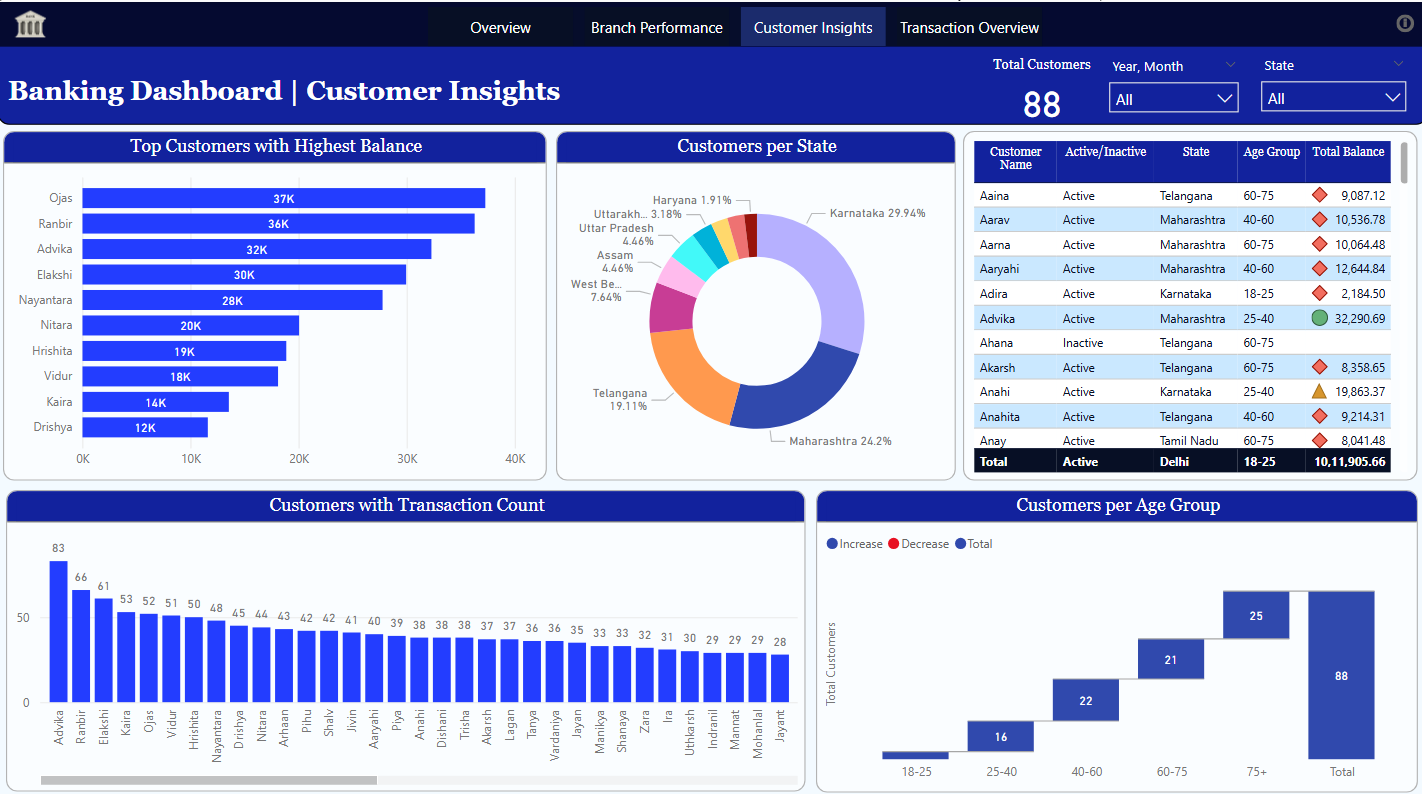 Overview
Branch Performance
Customer Insights
Transaction Overview
Banking Dashboard | Customer Insights
Total Customers
88
Year, Month
All
State
All
Top Customers with Highest Balance
Ojas
37K
Ranbir
36K
Advika
32K
Elakshi
30K
Nayantara
28K
Nitara
20K
Hrishita
19K
Vidur
18K
Kaira
14K
Drishya
12K
0K 10K 20K 30K 40K
Customers per State
Haryana 1.91%
Uttarakh... 3.18%
Uttar Pradesh
4.46%
Assam
4.46%
West Be...
7.64%
Telangana
19.11%
Karnataka 29.94%
Maharashtra 24.2%
Customer Name Active/Inactive State Age Group Total Balance
Aaina Active Telangana 60-75 9,087.12
Aarav Active Maharashtra 40-60 10,536.78
Aarna Active Maharashtra 60-75 10,064.48
Aaryahi Active Maharashtra 40-60 12,644.84
Adira Active Karnataka 18-25 2,184.50
Advika Active Maharashtra 25-40 32,290.69
Ahana Inactive Telangana 60-75
Akarsh Active Telangana 60-75 8,358.65
Anahi Active Karnataka 25-40 19,863.37
Anahita Active Telangana 40-60 9,214.31
Anay Active Tamil Nadu 60-75 8,041.48
Total Active Delhi 18-25 10,11,905.66
Customers with Transaction Count
50
0
83 66 61 53 52 51 50 48 45 44 43 42 42 41 40 39 38 38 38 37 37 36 36 35 33 33 32 31 30 29 29 29 28
Advika Ranbir Elakshi Kaira Ojas Vidur Hrishita Nayantara Drishya Nitara Arhaan Pihu Shalv Jivin Aaryahi Piya Anahi Dishani Trisha Akarsh Lagan Tanya Vardaniya Jayan Manikya Shanaya Zara Ira Uthkarsh Indranil Mannat Mohanlal Jayant
Customers per Age Group
Increase Decrease Total
Total Customers
16
22
21
25
88
18-25 25-40 40-60 60-75 75+ Total